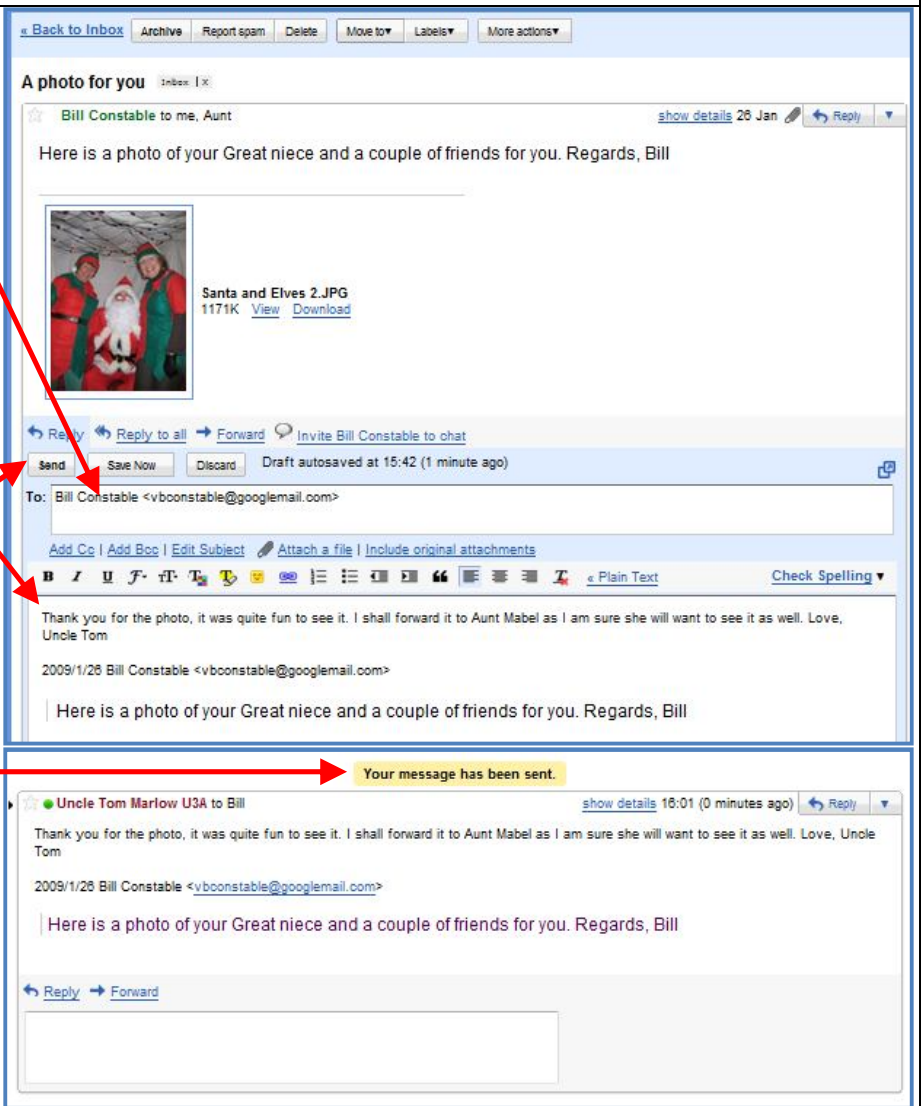 « Back to Inbox Archive Report spam Delete Move to▼ Labels▼ More actions▼
A photo for you Inbox | X
Bill Constable to me, Aunt show details 26 Jan Reply ▼
Here is a photo of your Great niece and a couple of friends for you. Regards, Bill
Santa and Elves 2.JPG
1171K View Download
Reply Reply to all Forward Invite Bill Constable to chat
Send Save Now Discard Draft autosaved at 15:42 (1 minute ago)
To: Bill Constable <vbconstable@googlemail.com>
Add Cc | Add Bcc | Edit Subject Attach a file | Include original attachments
B I U « Plain Text Check Spelling ▼
Thank you for the photo, it was quite fun to see it. I shall forward it to Aunt Mabel as I am sure she will want to see it as well. Love,
Uncle Tom
2009/1/26 Bill Constable <vbconstable@googlemail.com>
Here is a photo of your Great niece and a couple of friends for you. Regards, Bill
Your message has been sent.
Uncle Tom Marlow U3A to Bill show details 16:01 (0 minutes ago) Reply ▼
Thank you for the photo, it was quite fun to see it. I shall forward it to Aunt Mabel as I am sure she will want to see it as well. Love, Uncle
Tom
2009/1/26 Bill Constable <vbconstable@googlemail.com>
Here is a photo of your Great niece and a couple of friends for you. Regards, Bill
Reply Forward